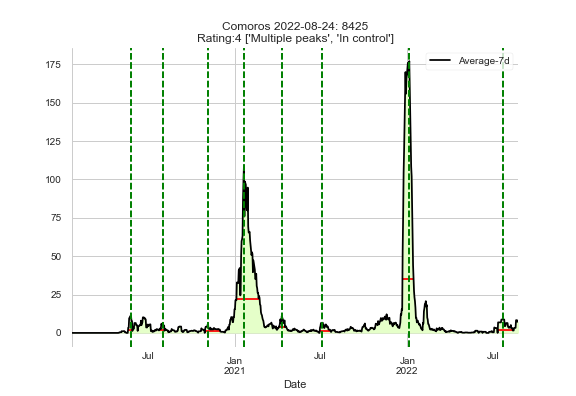 Comoros 2022-08-24: 8425
Rating:4 ['Multiple peaks', 'In control']
Average-7d
175
150
125
100
75
50
25
0
Jul
Jan
2021
Jul
Jan
2022
Jul
Date